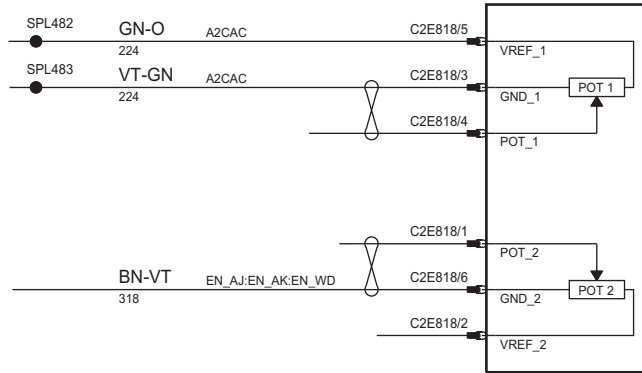 SPL482 GN-O A2CAC C2E818/5
224 VREF_1
SPL483 VT-GN A2CAC C2E818/3
224 GND_1 POT 1
C2E818/4
POT_1
C2E818/1
POT_2
BN-VT EN_AJ:EN_AK:EN_WD C2E818/6
318 GND_2 POT 2
C2E818/2
VREF_2